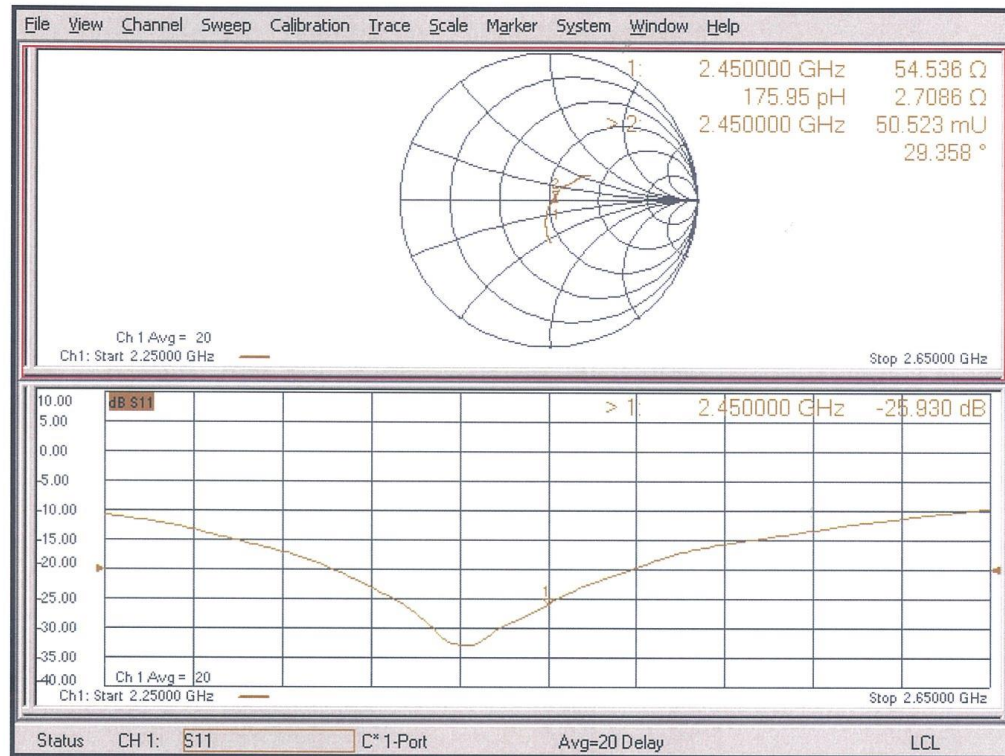 File View Channel Sweep Calibration Trace Scale Marker System Window Help
1: 2.450000 GHz 54.536 Ω
175.95 pH 2.7086 Ω
> 2: 2.450000 GHz 50.523 mU
29.358 °
2
1
Ch 1 Avg = 20
Ch1: Start 2.25000 GHz Stop 2.65000 GHz
10.00 dB S11 > 1: 2.450000 GHz -25.930 dB
5.00
0.00
-5.00
-10.00
-15.00
-20.00
-25.00
1
-30.00
-35.00
-40.00 Ch 1 Avg = 20
Ch1: Start 2.25000 GHz Stop 2.65000 GHz
Status CH 1: S11 C* 1-Port Avg=20 Delay LCL